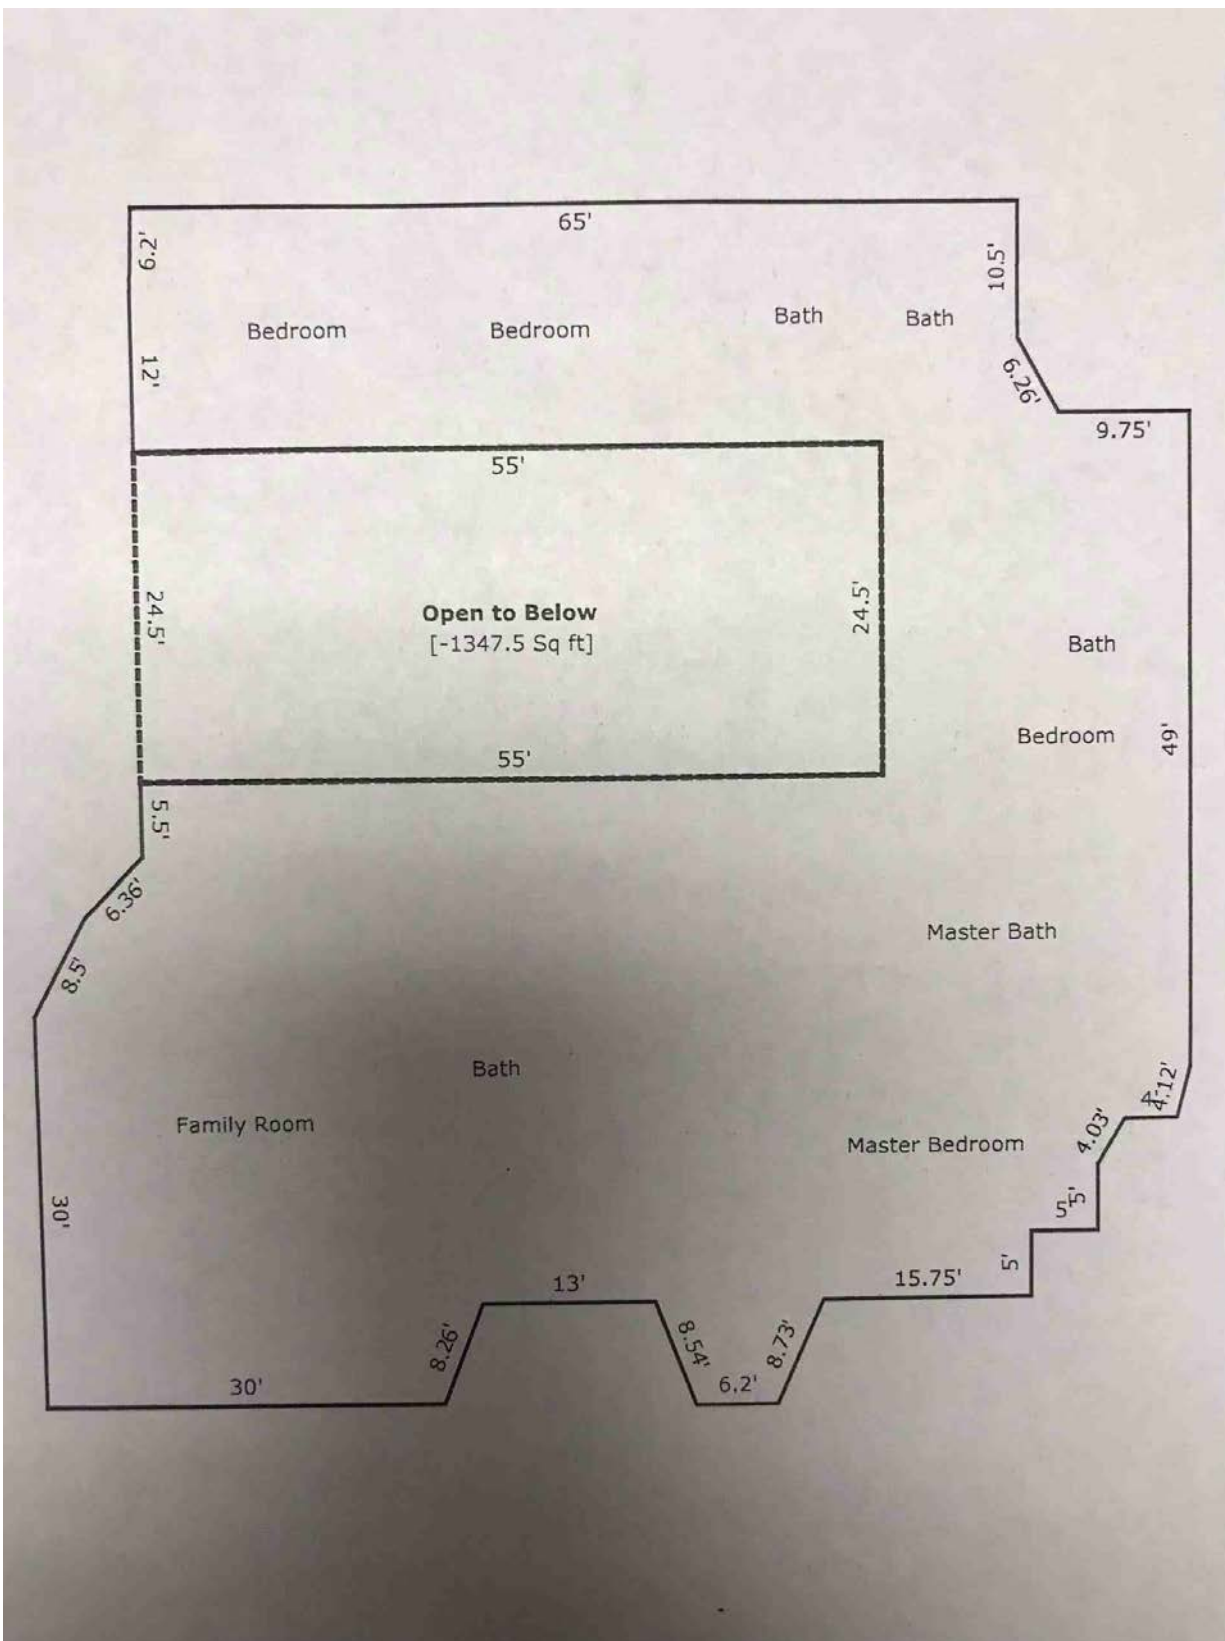 65'
6.2'
10.5'
Bedroom
Bedroom
Bath
Bath
12'
6.26'
9.75'
55'
24.5'
Open to Below
[-1347.5 Sq ft]
24.5'
Bath
Bedroom
49'
55'
5.5'
6.36'
8.5'
Master Bath
Bath
Family Room
Master Bedroom
4.12'
4'
4.03'
5'
5'
30'
5'
15.75'
13'
8.26'
8.54'
8.73'
6.2'
30'